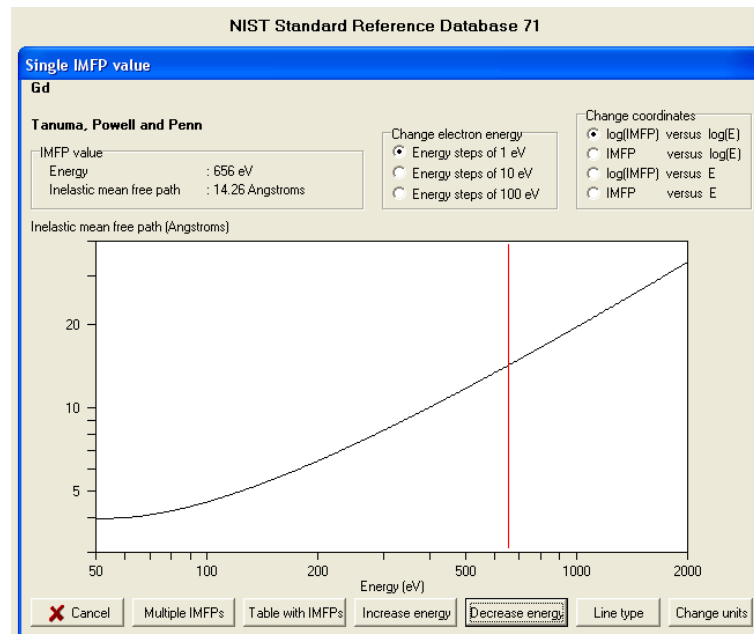 NIST Standard Reference Database 71
Single IMFP value
Gd
Tanuma, Powell and Penn
IMFP value
Energy : 656 eV
Inelastic mean free path : 14.26 Angstroms
Change electron energy
Energy steps of 1 eV
Energy steps of 10 eV
Energy steps of 100 eV
Change coordinates
log(IMFP) versus log(E)
IMFP versus log(E)
log(IMFP) versus E
IMFP versus E
Inelastic mean free path (Angstroms)
20
10
5
50 100 200 500 1000 2000
Energy (eV)
Cancel Multiple IMFPs Table with IMFPs Increase energy Decrease energy Line type Change units